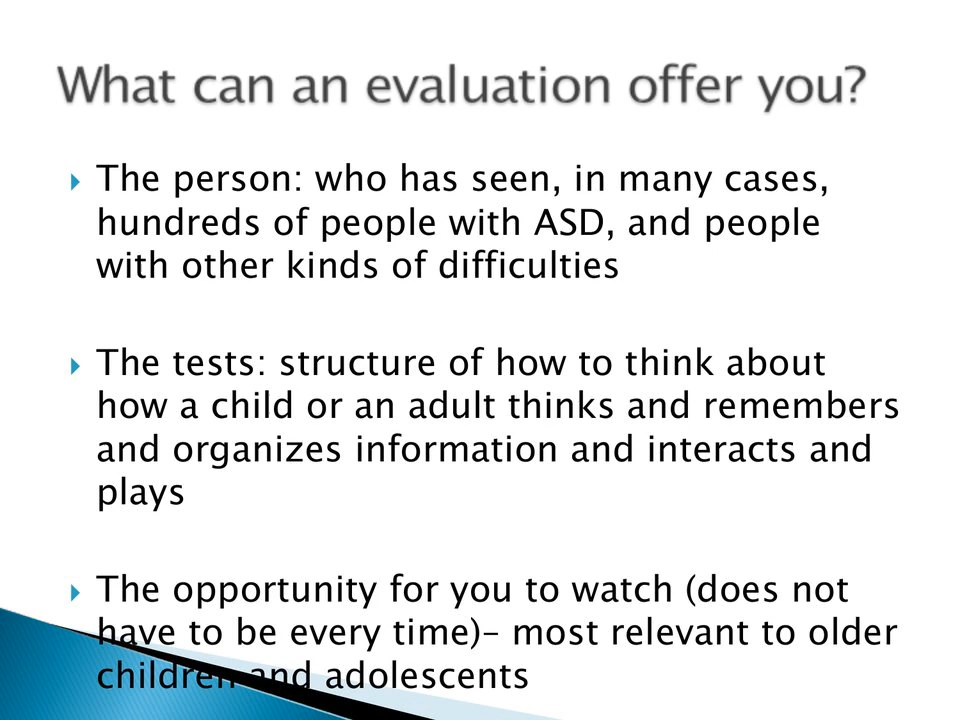 What can an evaluation offer you?
The person: who has seen, in many cases,
hundreds of people with ASD, and people
with other kinds of difficulties
The tests: structure of how to think about
how a child or an adult thinks and remembers
and organizes information and interacts and
plays
The opportunity for you to watch (does not
have to be every time)– most relevant to older
children and adolescents